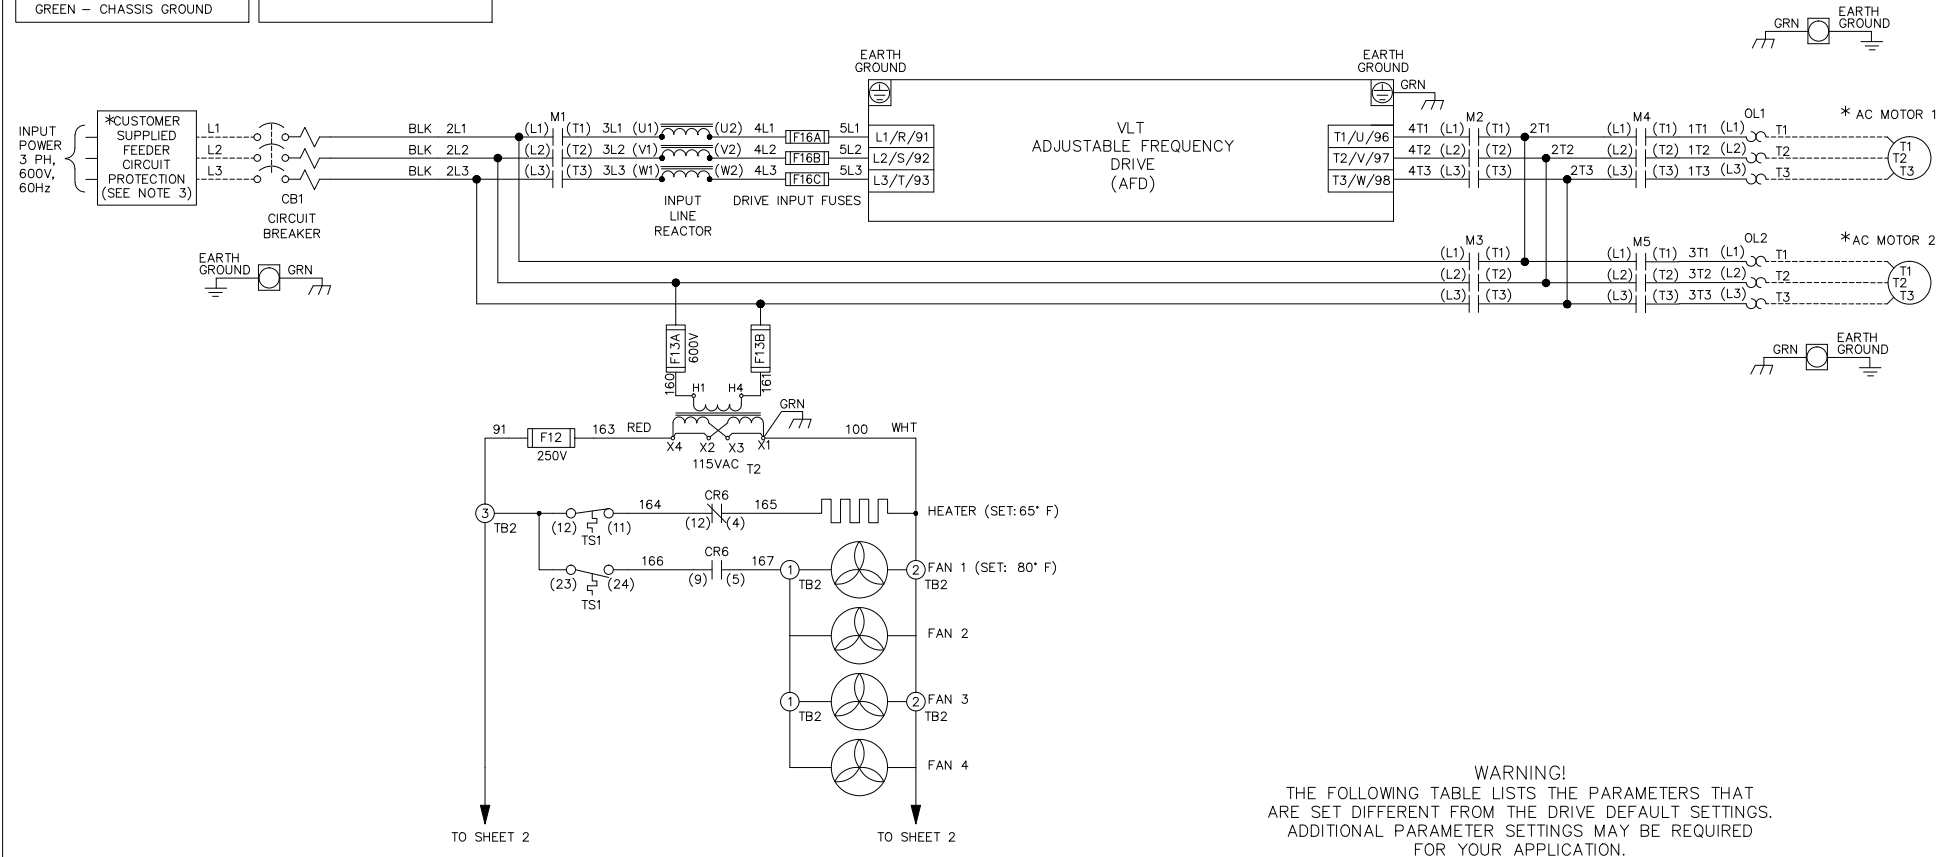 GREEN – CHASSIS GROUND
EARTH
GROUND
GRN
EARTH
GROUND
EARTH
GROUND
GRN
INPUT
POWER
3 PH,
600V,
60Hz
*CUSTOMER
SUPPLIED
FEEDER
CIRCUIT
PROTECTION
(SEE NOTE 3)
L1
L2
L3
CB1
CIRCUIT
BREAKER
BLK 2L1
BLK 2L2
BLK 2L3
M1
(L1) (T1) 3L1 (U1) (U2) 4L1 F16A 5L1 L1/R/91
(L2) (T2) 3L2 (V1) (V2) 4L2 F16B 5L2 L2/S/92
(L3) (T3) 3L3 (W1) (W2) 4L3 F16C 5L3 L3/T/93
INPUT
LINE
REACTOR
DRIVE INPUT FUSES
VLT
ADJUSTABLE FREQUENCY
DRIVE
(AFD)
M2 M4 OL1 * AC MOTOR 1
T1/U/96 4T1 (L1) (T1) 2T1 (L1) (T1) 1T1 (L1) T1
T2/V/97 4T2 (L2) (T2) 2T2 (L2) (T2) 1T2 (L2) T2
T3/W/98 4T3 (L3) (T3) 2T3 (L3) (T3) 1T3 (L3) T3
T1
T2
T3
M3 M5 OL2 *AC MOTOR 2
(L1) (T1) (L1) (T1) 3T1 (L1) T1
(L2) (T2) (L2) (T2) 3T2 (L2) T2
(L3) (T3) (L3) (T3) 3T3 (L3) T3
T1
T2
T3
EARTH
GROUND GRN
GRN EARTH
GROUND
F13A
600V
F13B
160
161
H1 H4
GRN
91 F12 163 RED
250V
X4 X2 X3 X1
115VAC T2
100 WHT
3
TB2
(12) (11)
TS1
164
CR6
(12) (4)
165
HEATER (SET:65° F)
(23) (24)
TS1
166
CR6
(9) (5)
167
1
TB2
2
TB2
FAN 1 (SET: 80° F)
FAN 2
1
TB2
2
TB2
FAN 3
FAN 4
TO SHEET 2
TO SHEET 2
WARNING!
THE FOLLOWING TABLE LISTS THE PARAMETERS THAT
ARE SET DIFFERENT FROM THE DRIVE DEFAULT SETTINGS.
ADDITIONAL PARAMETER SETTINGS MAY BE REQUIRED
FOR YOUR APPLICATION.